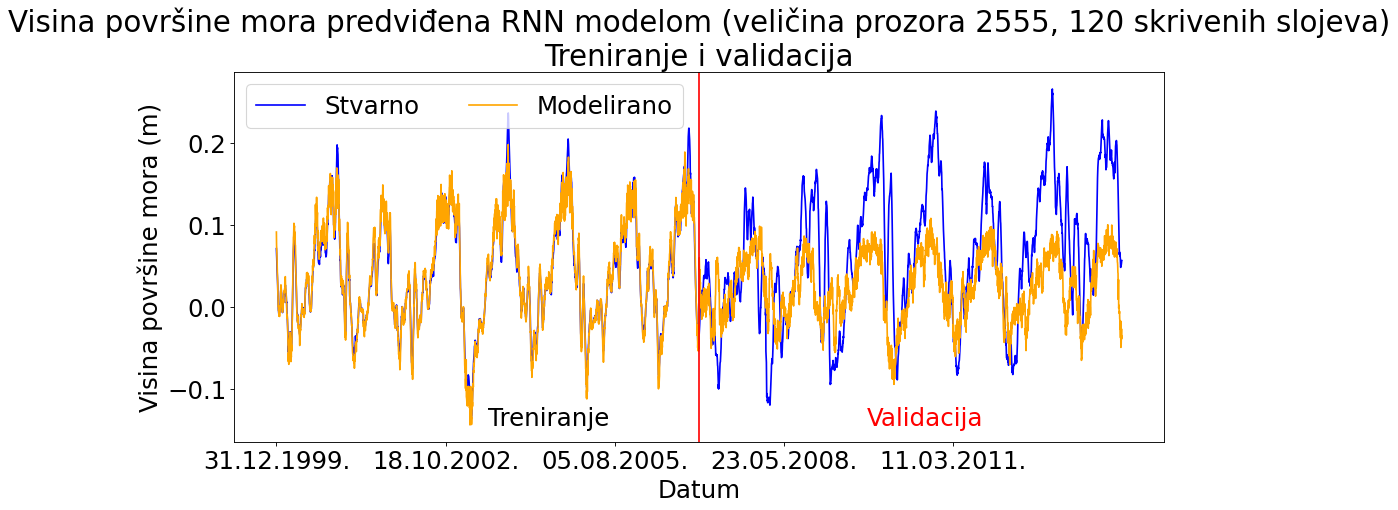 Visina površine mora predviđena RNN modelom (veličina prozora 2555, 120 skrivenih slojeva)
Treniranje i validacija
Stvarno Modelirano
Visina površine mora (m)
0.2
0.1
0.0
−0.1
Treniranje Validacija
31.12.1999. 18.10.2002. 05.08.2005. 23.05.2008. 11.03.2011.
Datum